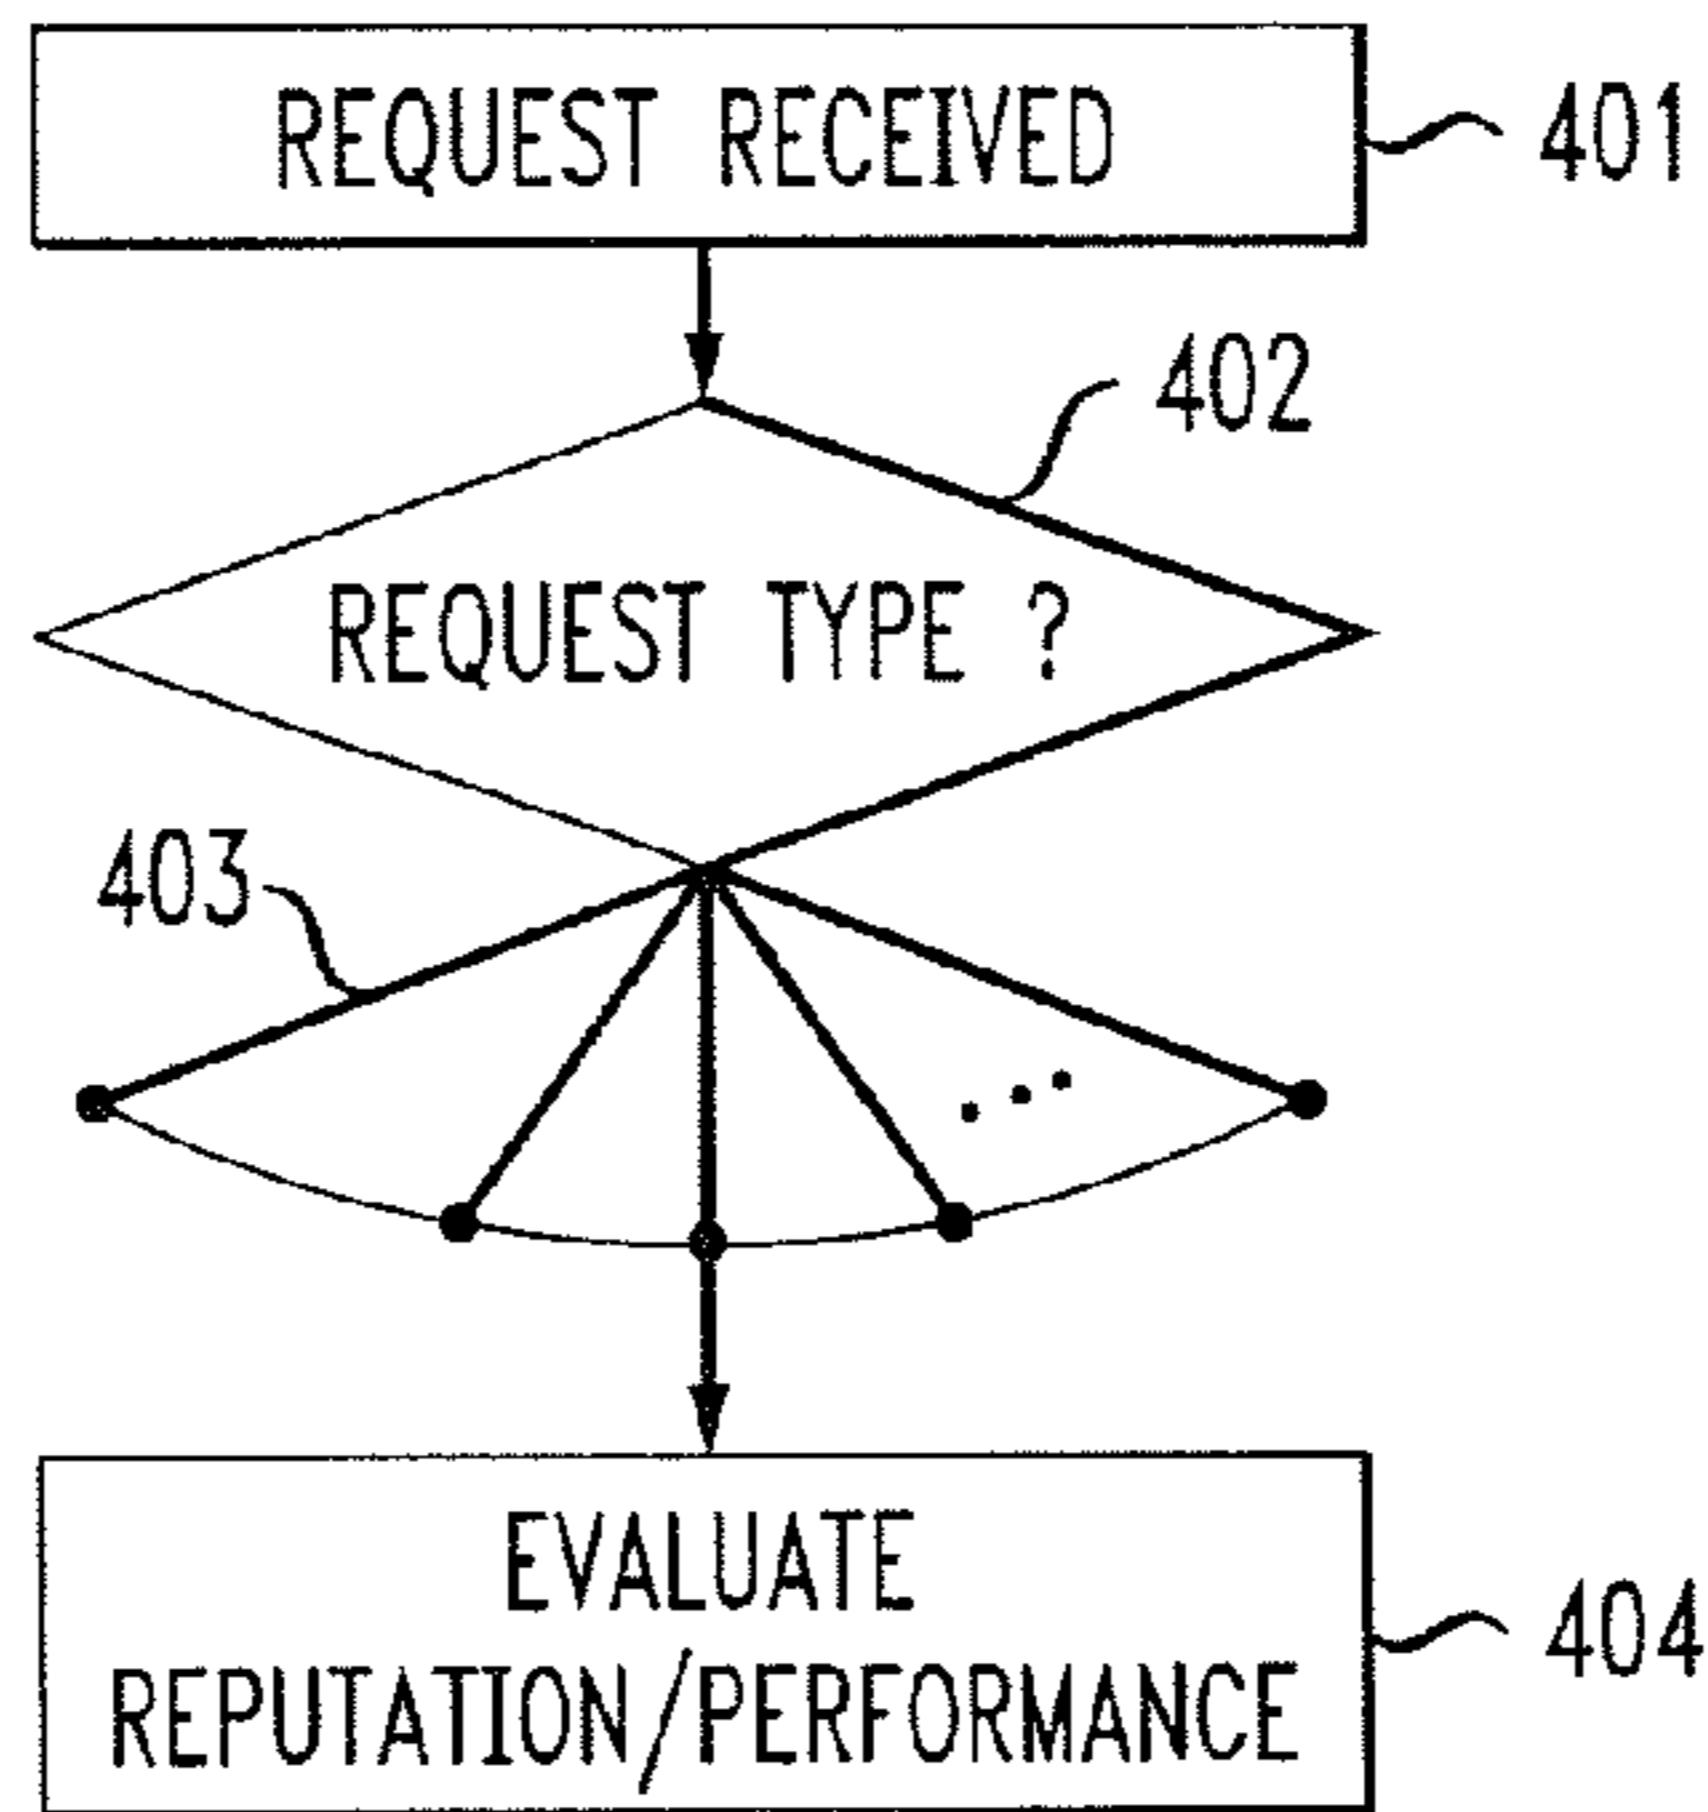 REQUEST RECEIVED
401
402
REQUEST TYPE ?
403
EVALUATE
REPUTATION/PERFORMANCE
404